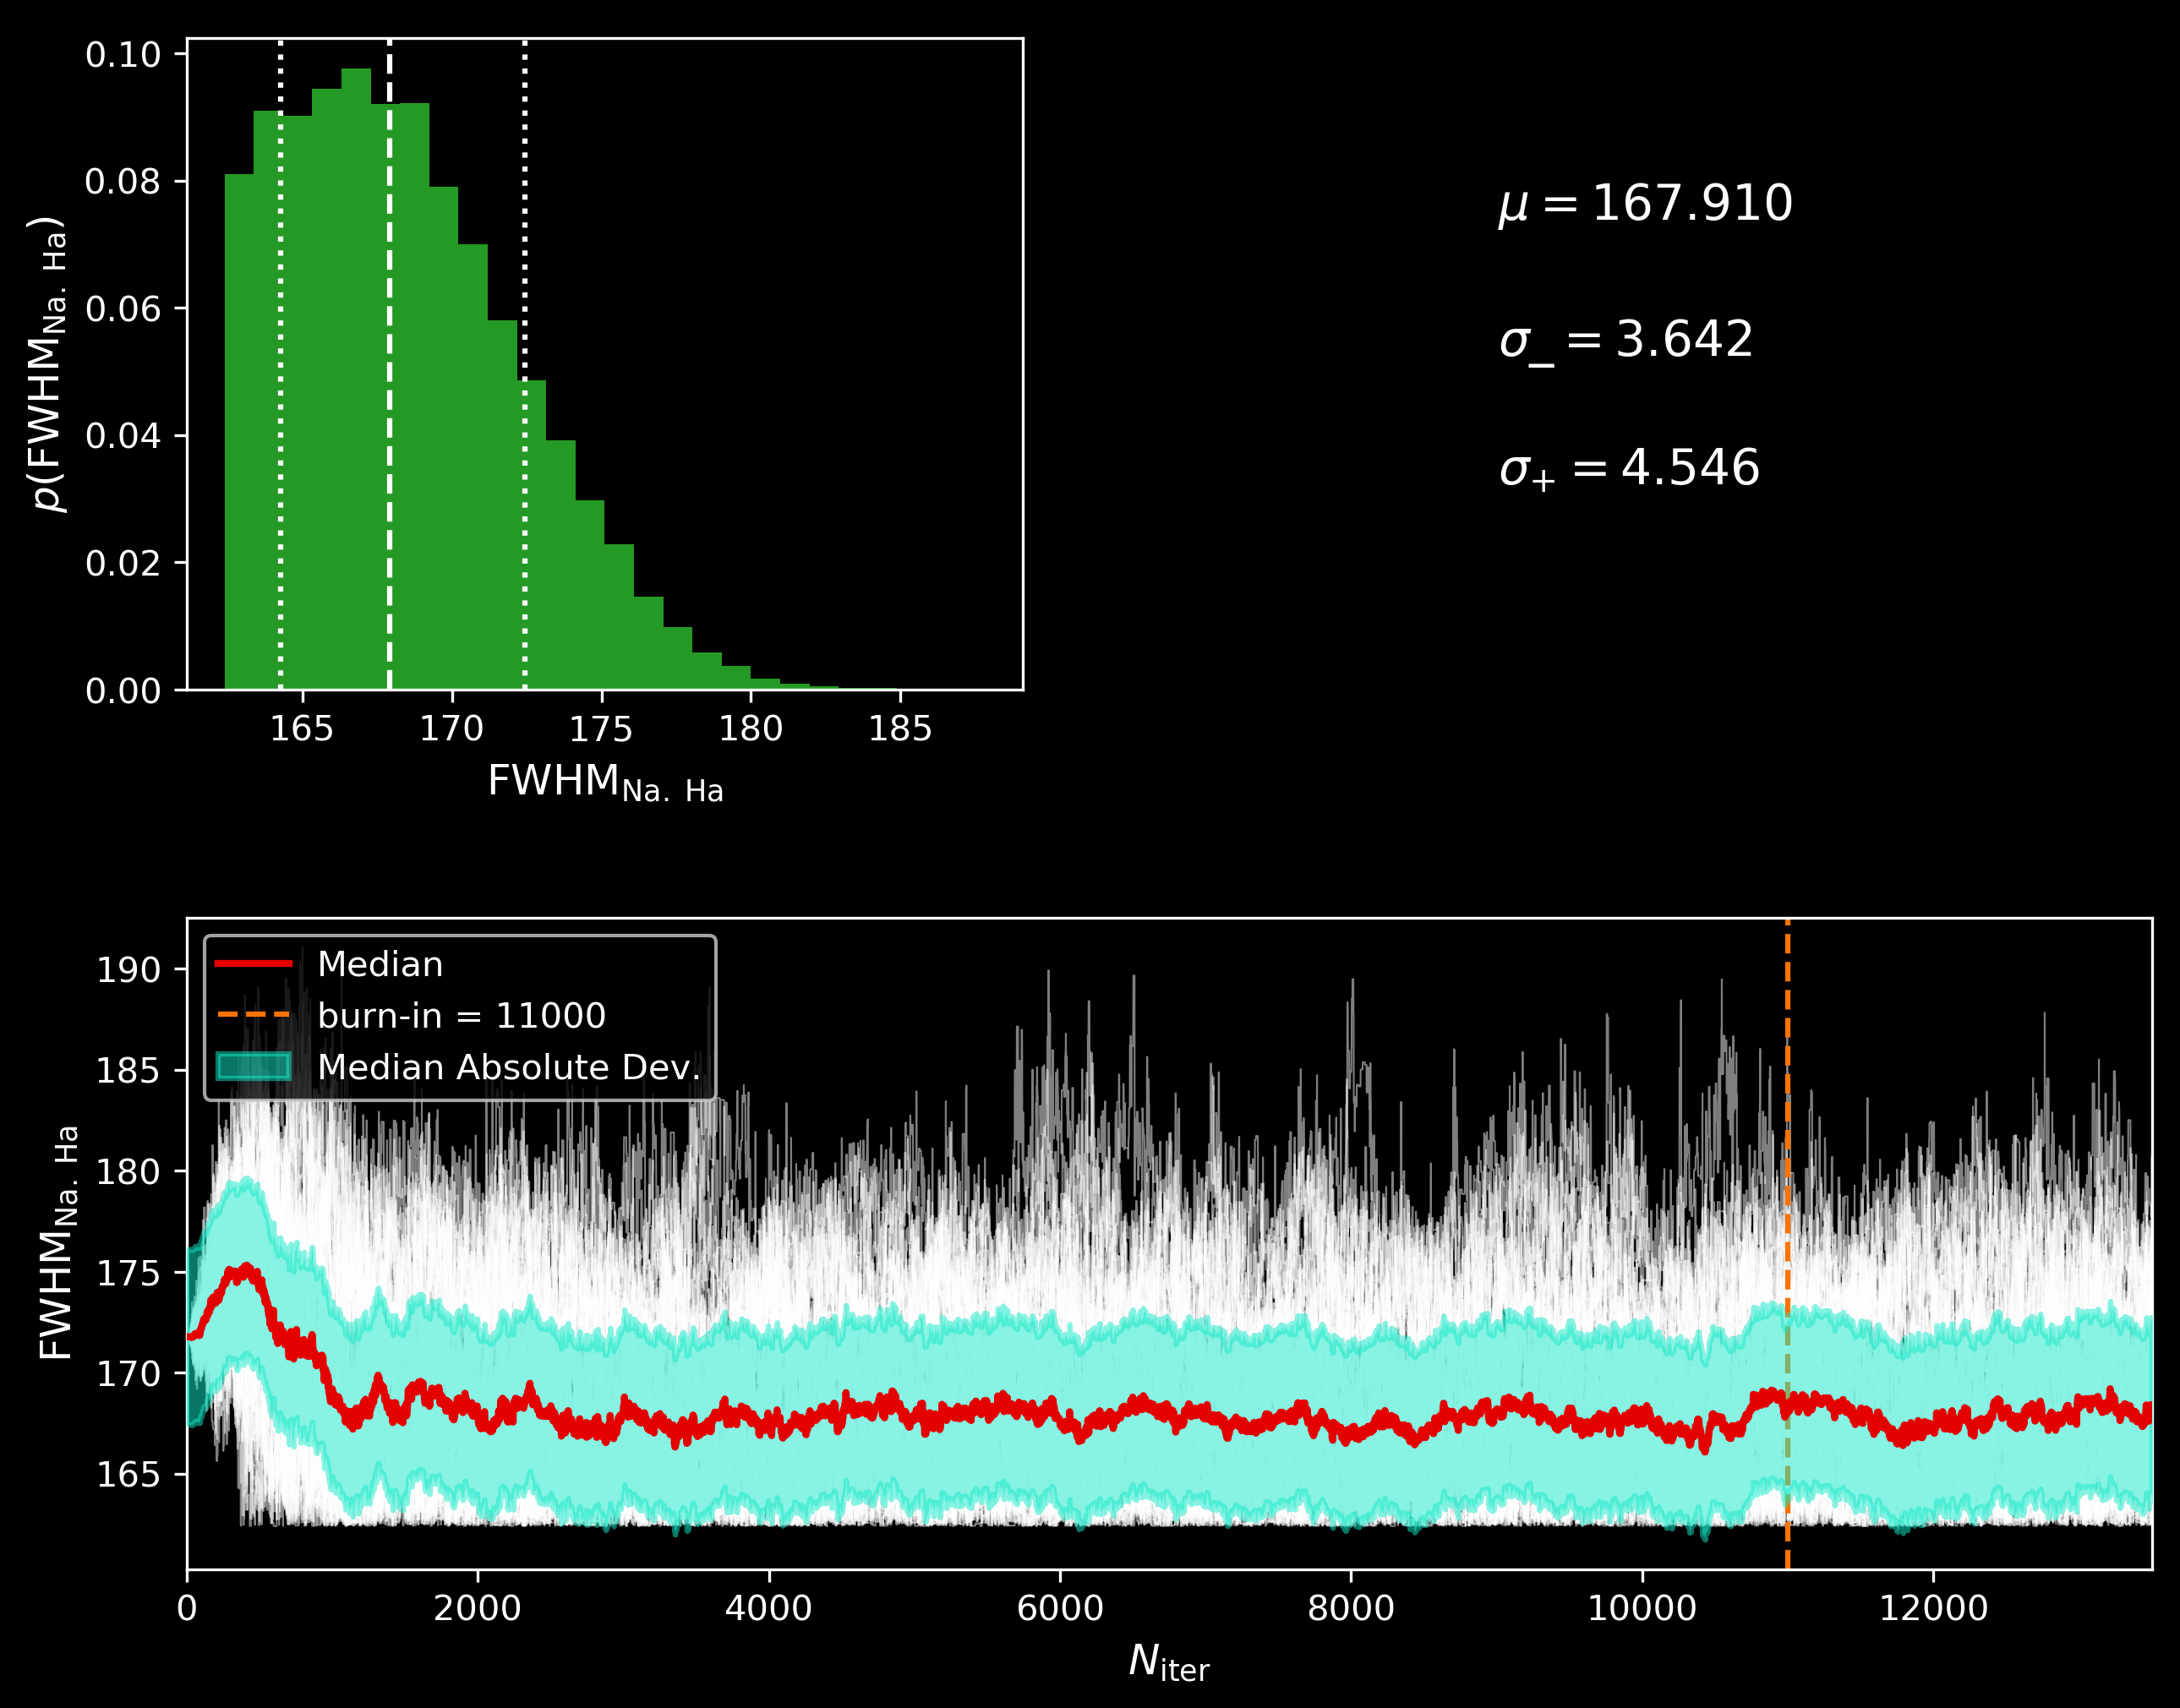 0.10
0.08
0.06
0.04
0.02
0.00
p(FWHM_Na. Ha)
165 170 175 180 185
FWHM_Na. Ha
μ = 167.910
σ_− = 3.642
σ_+ = 4.546
Median
burn-in = 11000
Median Absolute Dev.
190
185
180
175
170
165
FWHM_Na. Ha
0 2000 4000 6000 8000 10000 12000
N_iter